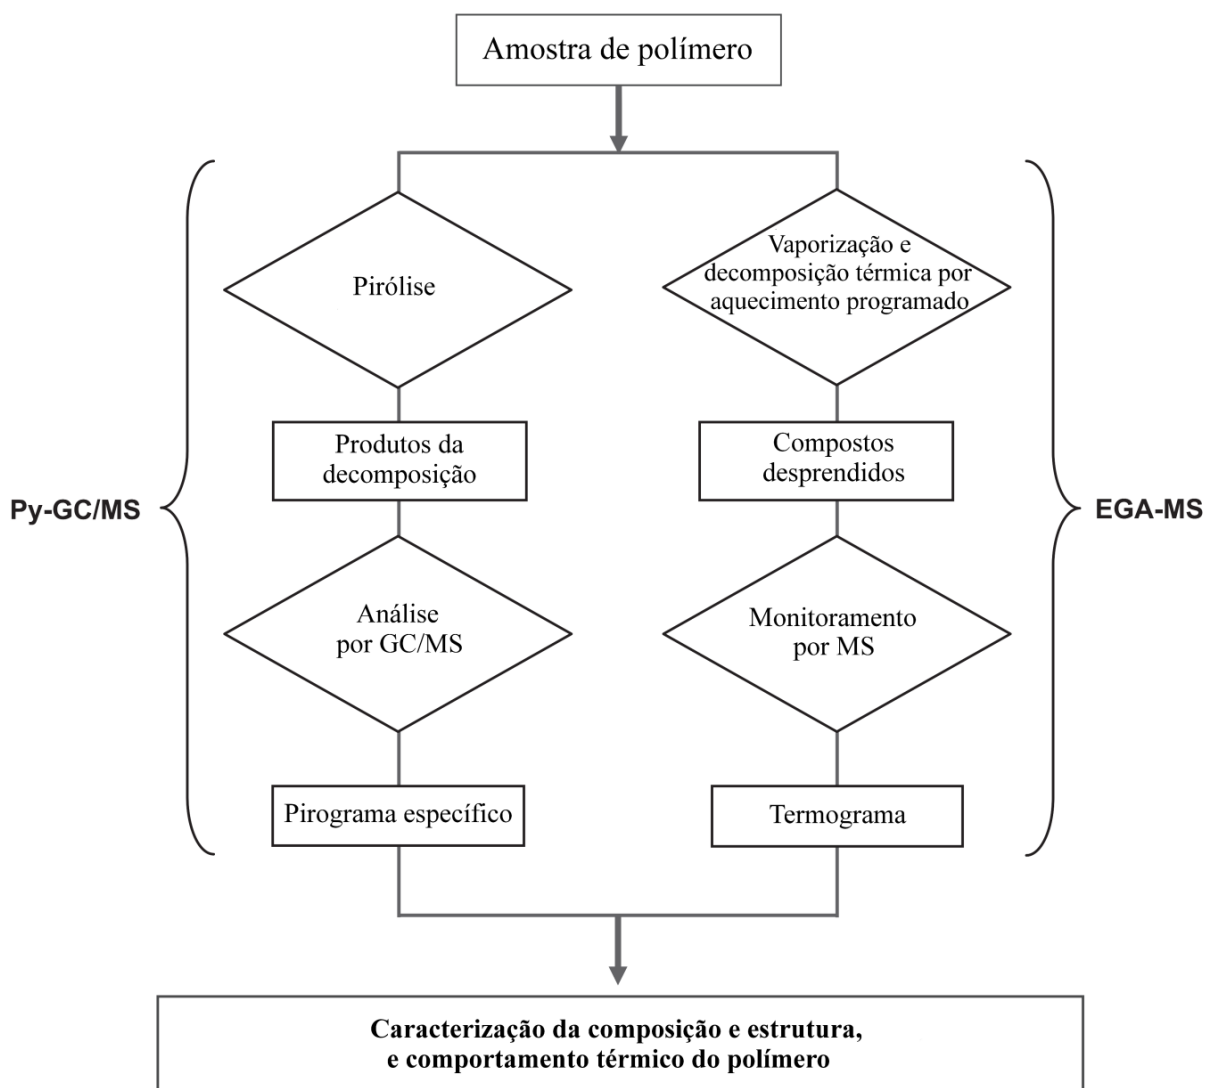 Amostra de polímero
Pirólise
Vaporização e
decomposição térmica por
aquecimento programado
Produtos da
decomposição
Compostos
desprendidos
Py-GC/MS
EGA-MS
Análise
por GC/MS
Monitoramento
por MS
Pirograma específico
Termograma
Caracterização da composição e estrutura,
e comportamento térmico do polímero